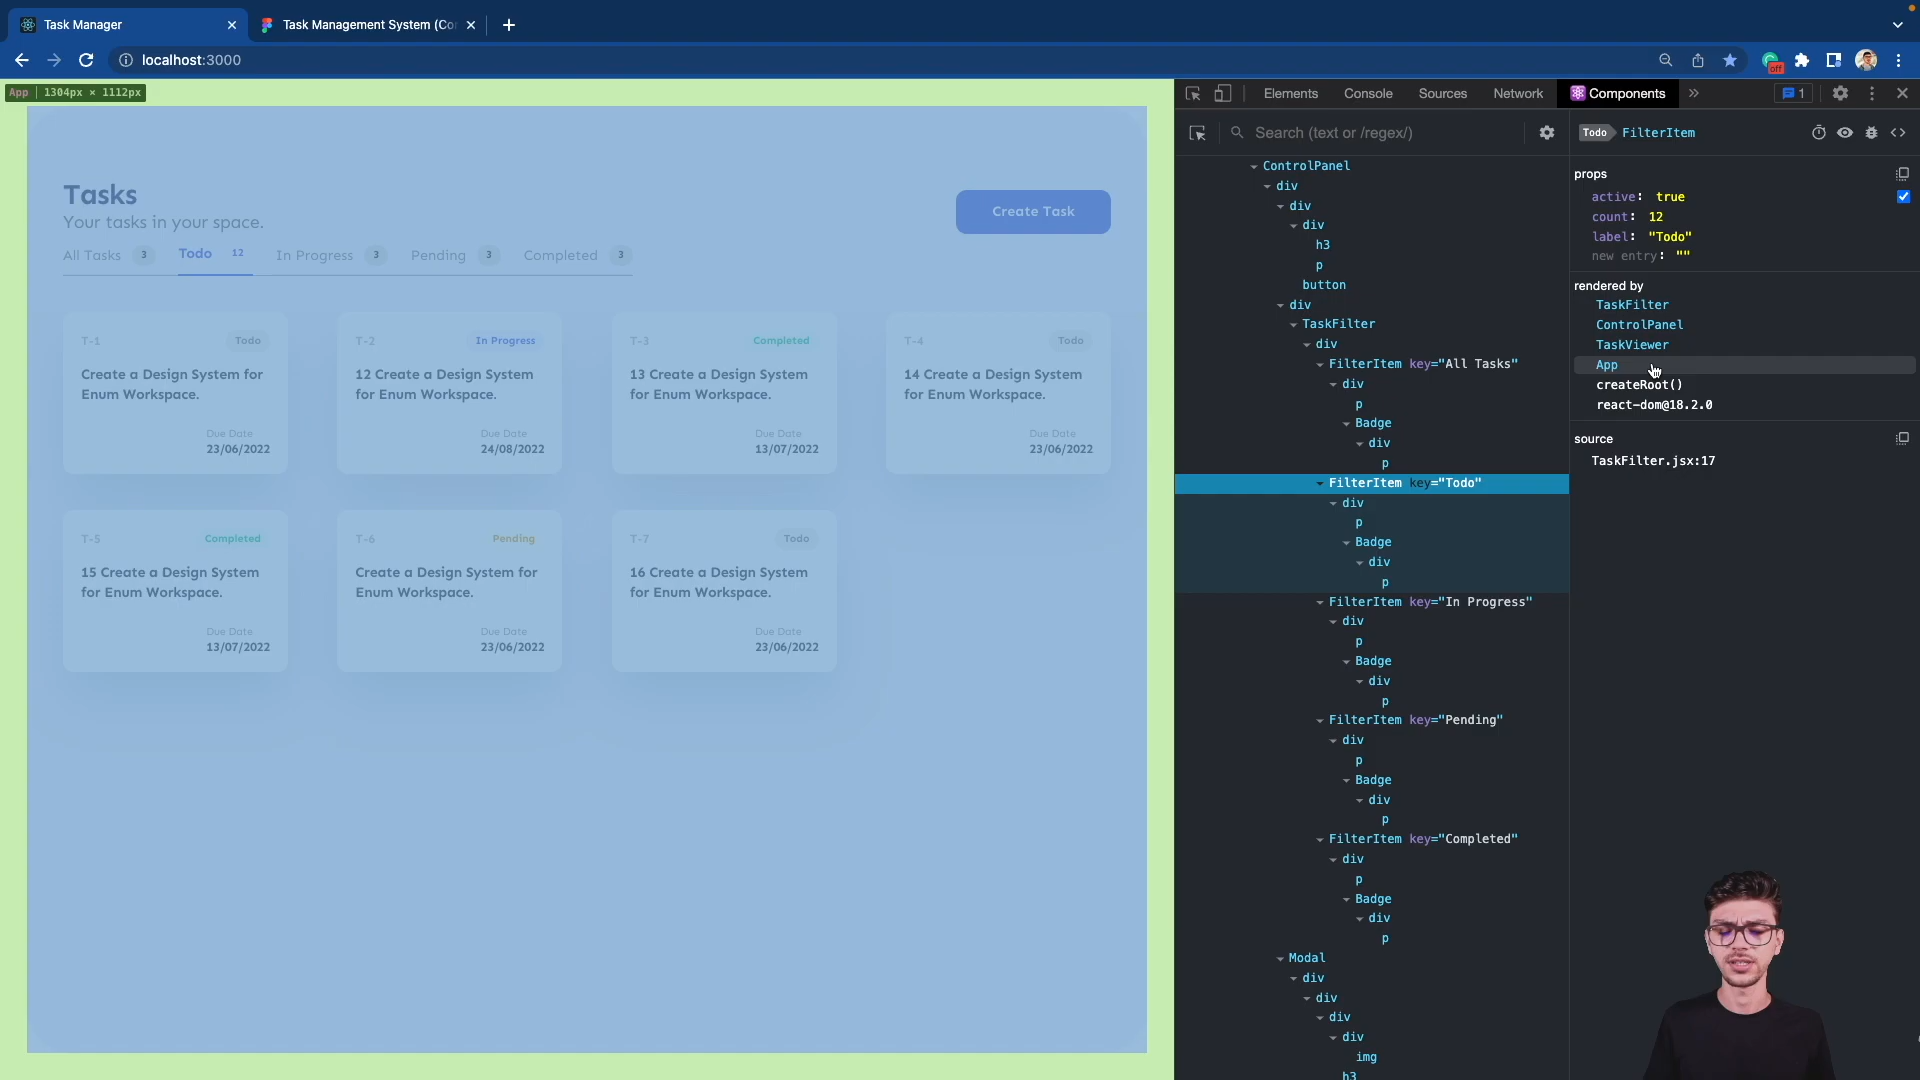 Task Manager
Task Management System (Co
localhost:3000
off
App | 1304px × 1112px
Tasks
Your tasks in your space.
Create Task
All Tasks 3 Todo 12 In Progress 3 Pending 3 Completed 3
T-1 Todo
Create a Design System for
Enum Workspace.
Due Date
23/06/2022
T-2 In Progress
12 Create a Design System
for Enum Workspace.
Due Date
24/08/2022
T-3 Completed
13 Create a Design System
for Enum Workspace.
Due Date
13/07/2022
T-4 Todo
14 Create a Design System
for Enum Workspace.
Due Date
23/06/2022
T-5 Completed
15 Create a Design System
for Enum Workspace.
Due Date
13/07/2022
T-6 Pending
Create a Design System for
Enum Workspace.
Due Date
23/06/2022
T-7 Todo
16 Create a Design System
for Enum Workspace.
Due Date
23/06/2022
Elements Console Sources Network Components » 1
Search (text or /regex/)
ControlPanel
div
div
div
h3
p
button
div
TaskFilter
div
FilterItem key="All Tasks"
div
p
Badge
div
p
FilterItem key="Todo"
div
p
Badge
div
p
FilterItem key="In Progress"
div
p
Badge
div
p
FilterItem key="Pending"
div
p
Badge
div
p
FilterItem key="Completed"
div
p
Badge
div
p
Modal
div
div
div
div
img
h3
Todo FilterItem
props
active: true
count: 12
label: "Todo"
new entry: ""
rendered by
TaskFilter
ControlPanel
TaskViewer
App
createRoot()
react-dom@18.2.0
source
TaskFilter.jsx:17